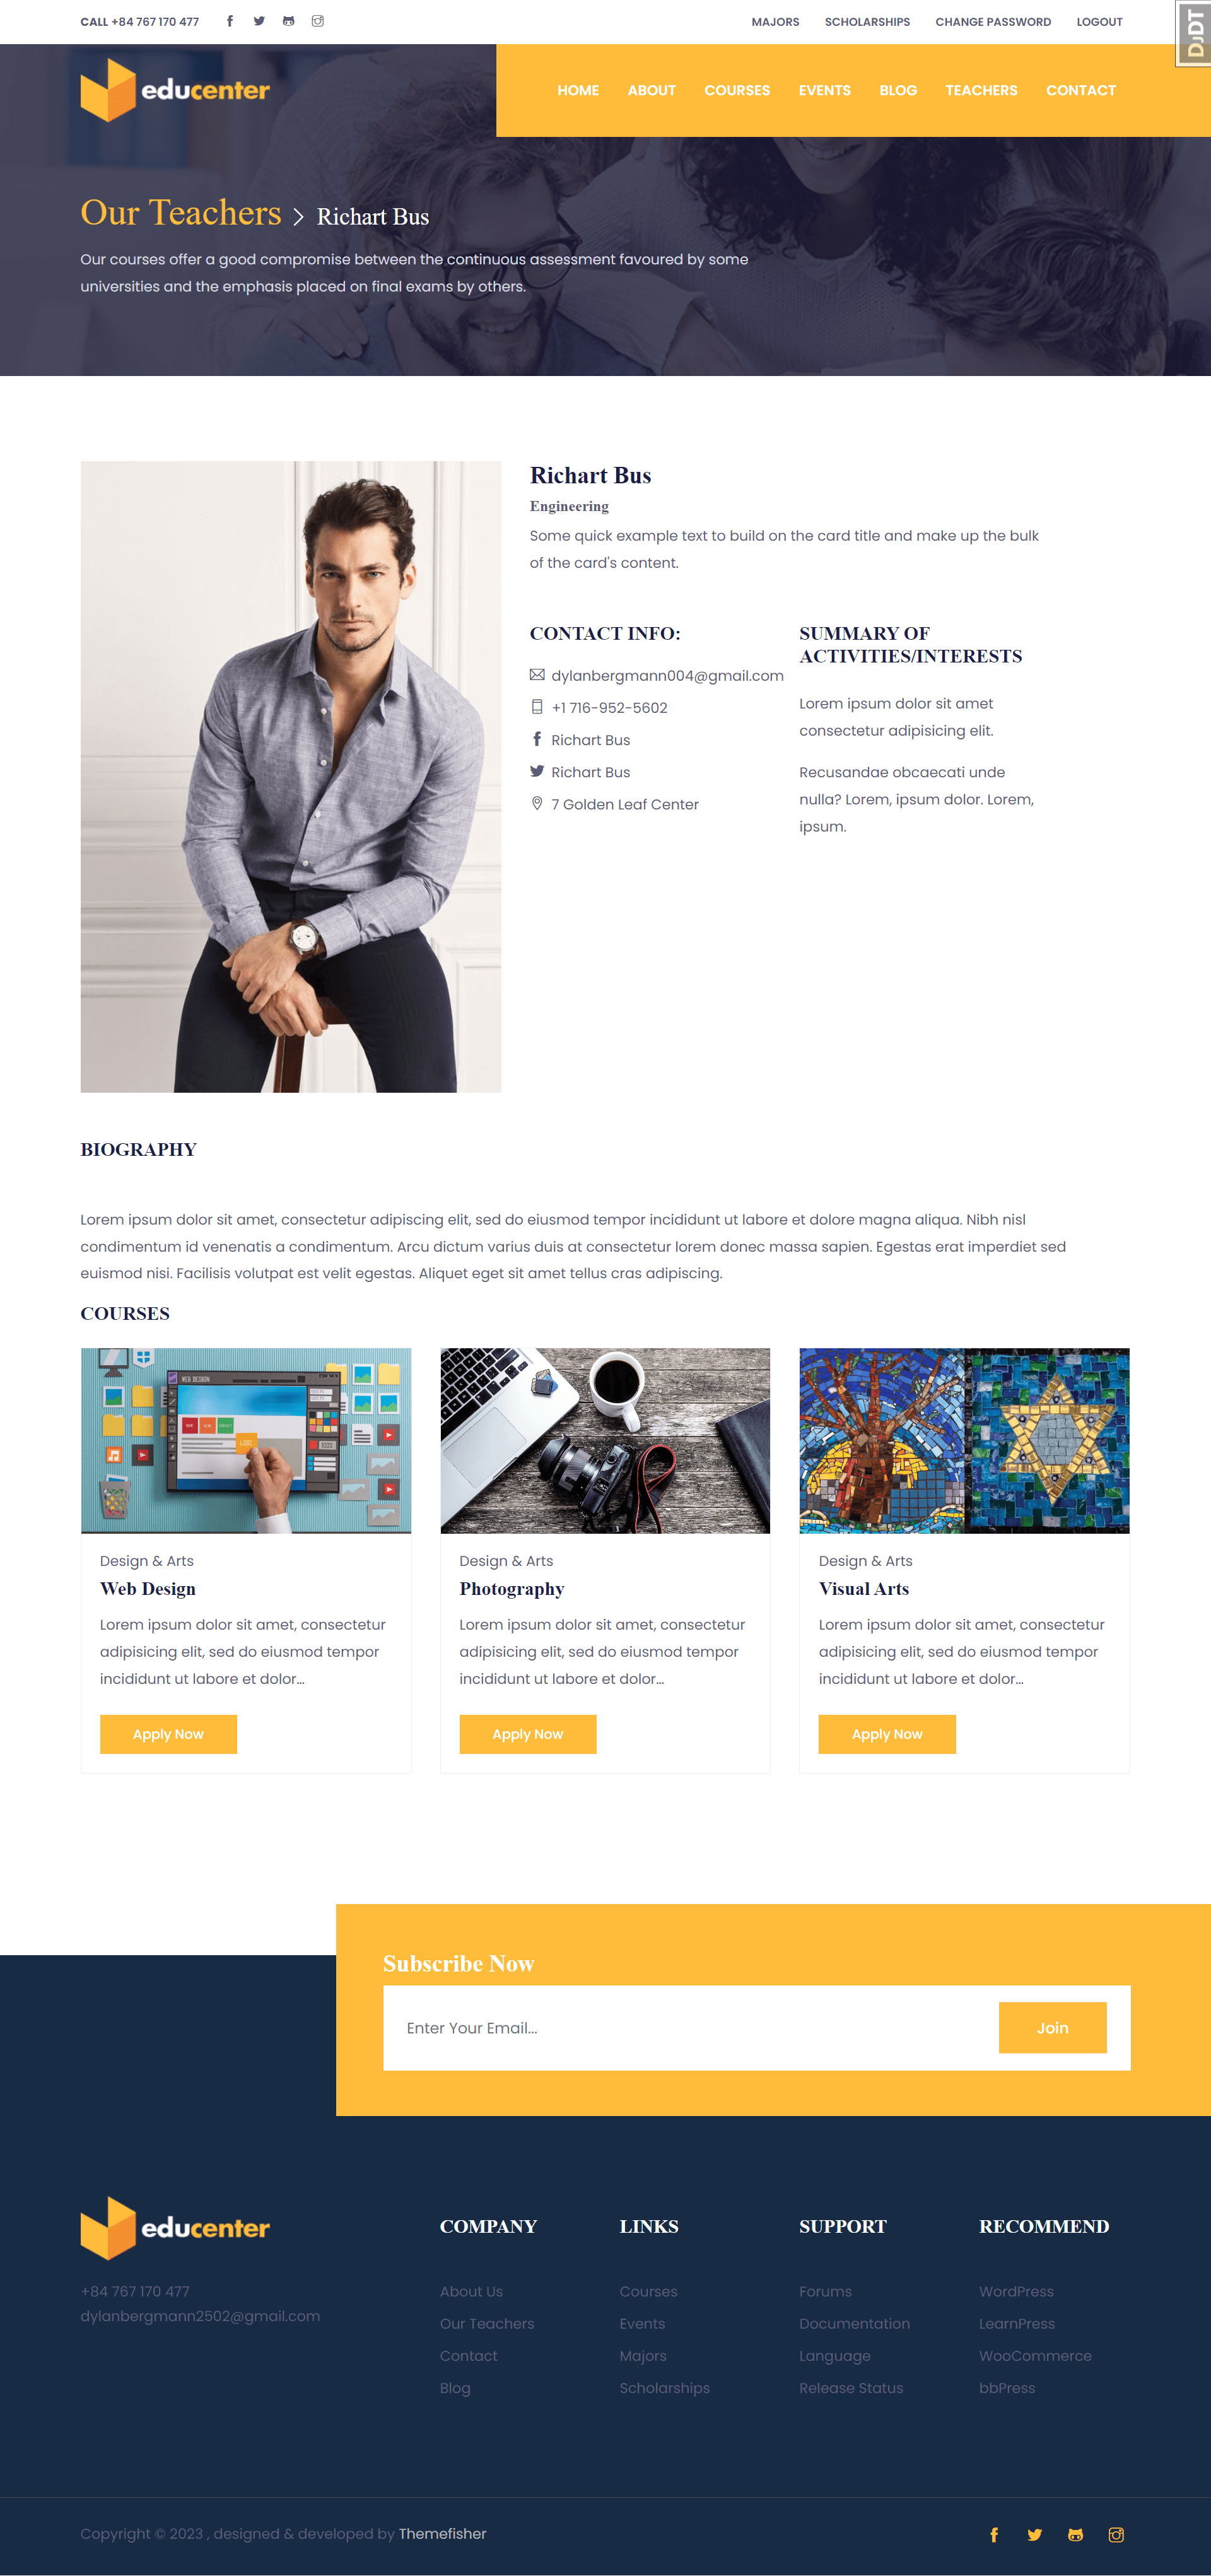 CALL +84 767 170 477
MAJORS SCHOLARSHIPS CHANGE PASSWORD LOGOUT
DJDT
educenter
HOME ABOUT COURSES EVENTS BLOG TEACHERS CONTACT
Our Teachers > Richart Bus
Our courses offer a good compromise between the continuous assessment favoured by some
universities and the emphasis placed on final exams by others.
Richart Bus
Engineering
Some quick example text to build on the card title and make up the bulk
of the card's content.
CONTACT INFO:
dylanbergmann004@gmail.com
+1 716-952-5602
Richart Bus
Richart Bus
7 Golden Leaf Center
SUMMARY OF
ACTIVITIES/INTERESTS
Lorem ipsum dolor sit amet
consectetur adipisicing elit.
Recusandae obcaecati unde
nulla? Lorem, ipsum dolor. Lorem,
ipsum.
BIOGRAPHY
Lorem ipsum dolor sit amet, consectetur adipiscing elit, sed do eiusmod tempor incididunt ut labore et dolore magna aliqua. Nibh nisl
condimentum id venenatis a condimentum. Arcu dictum varius duis at consectetur lorem donec massa sapien. Egestas erat imperdiet sed
euismod nisi. Facilisis volutpat est velit egestas. Aliquet eget sit amet tellus cras adipiscing.
COURSES
WEB DESIGN
LOGO
Design & Arts
Web Design
Lorem ipsum dolor sit amet, consectetur
adipisicing elit, sed do eiusmod tempor
incididunt ut labore et dolor...
Apply Now
Design & Arts
Photography
Lorem ipsum dolor sit amet, consectetur
adipisicing elit, sed do eiusmod tempor
incididunt ut labore et dolor...
Apply Now
Design & Arts
Visual Arts
Lorem ipsum dolor sit amet, consectetur
adipisicing elit, sed do eiusmod tempor
incididunt ut labore et dolor...
Apply Now
Subscribe Now
Enter Your Email...
Join
educenter
+84 767 170 477
dylanbergmann2502@gmail.com
COMPANY
About Us
Our Teachers
Contact
Blog
LINKS
Courses
Events
Majors
Scholarships
SUPPORT
Forums
Documentation
Language
Release Status
RECOMMEND
WordPress
LearnPress
WooCommerce
bbPress
Copyright © 2023 , designed & developed by Themefisher